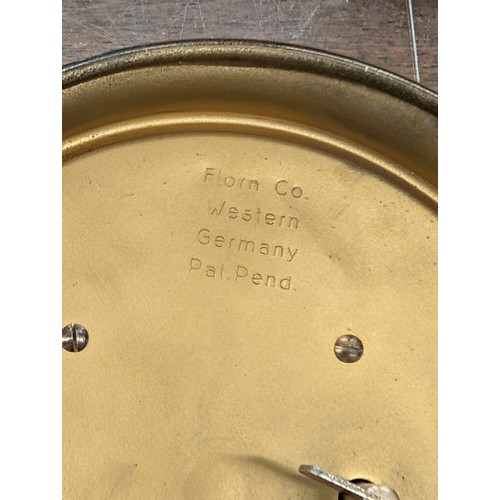 Florn Co.
Western
Germany
Pat. Pend.